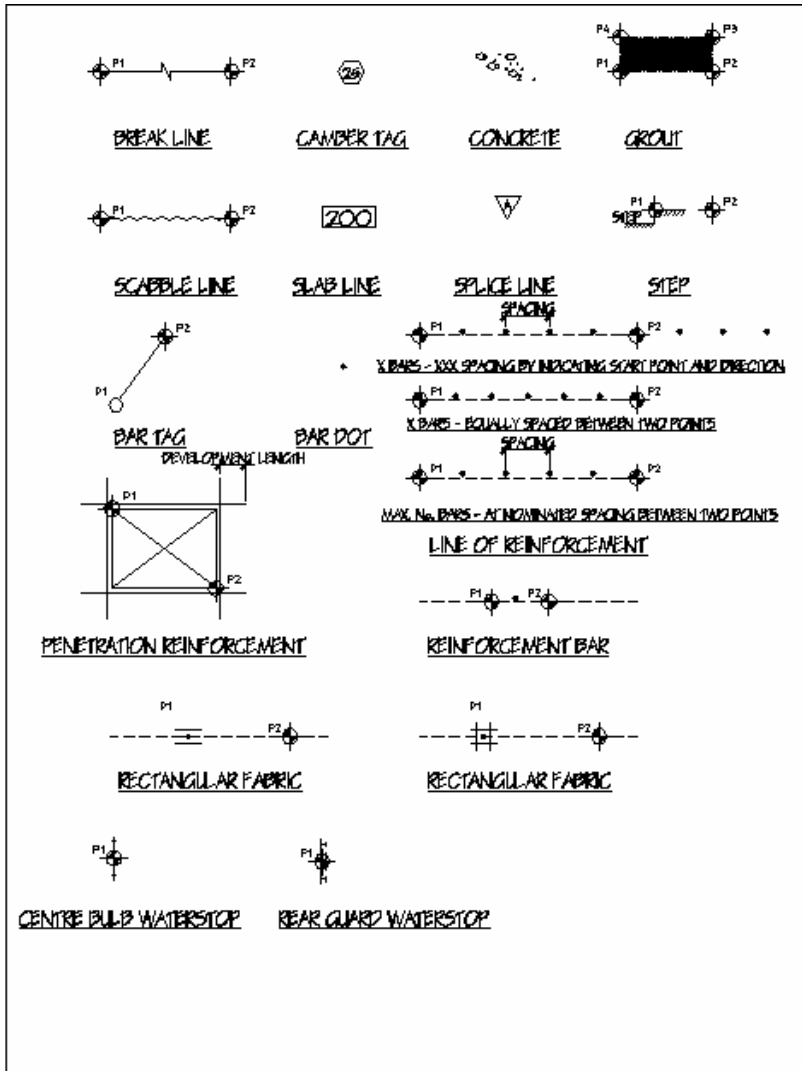 P4 P3
P1 P2 P1 P2
25
BREAK LINE CAMBER TAG CONCRETE GROUT
P1 P2 200 P1 P2
STEP
SCABBLE LINE SLAB LINE SPLICE LINE STEP
SPACING
P2 P1 P2
X BARS - XXX SPACING BY INDICATING START POINT AND DIRECTION
P1
P1 P2
X BARS - EQUALLY SPACED BETWEEN TWO POINTS
BAR TAG BAR DOT
SPACING
DEVELOPMENT LENGTH
P1 P2
P1
MAX. No. BARS - AT NOMINATED SPACING BETWEEN TWO POINTS
LINE OF REINFORCEMENT
P2
P1 P2
PENETRATION REINFORCEMENT REINFORCEMENT BAR
P1 P1
P2 P2
RECTANGULAR FABRIC RECTANGULAR FABRIC
P1 P1
CENTRE BULB WATERSTOP REAR GUARD WATERSTOP